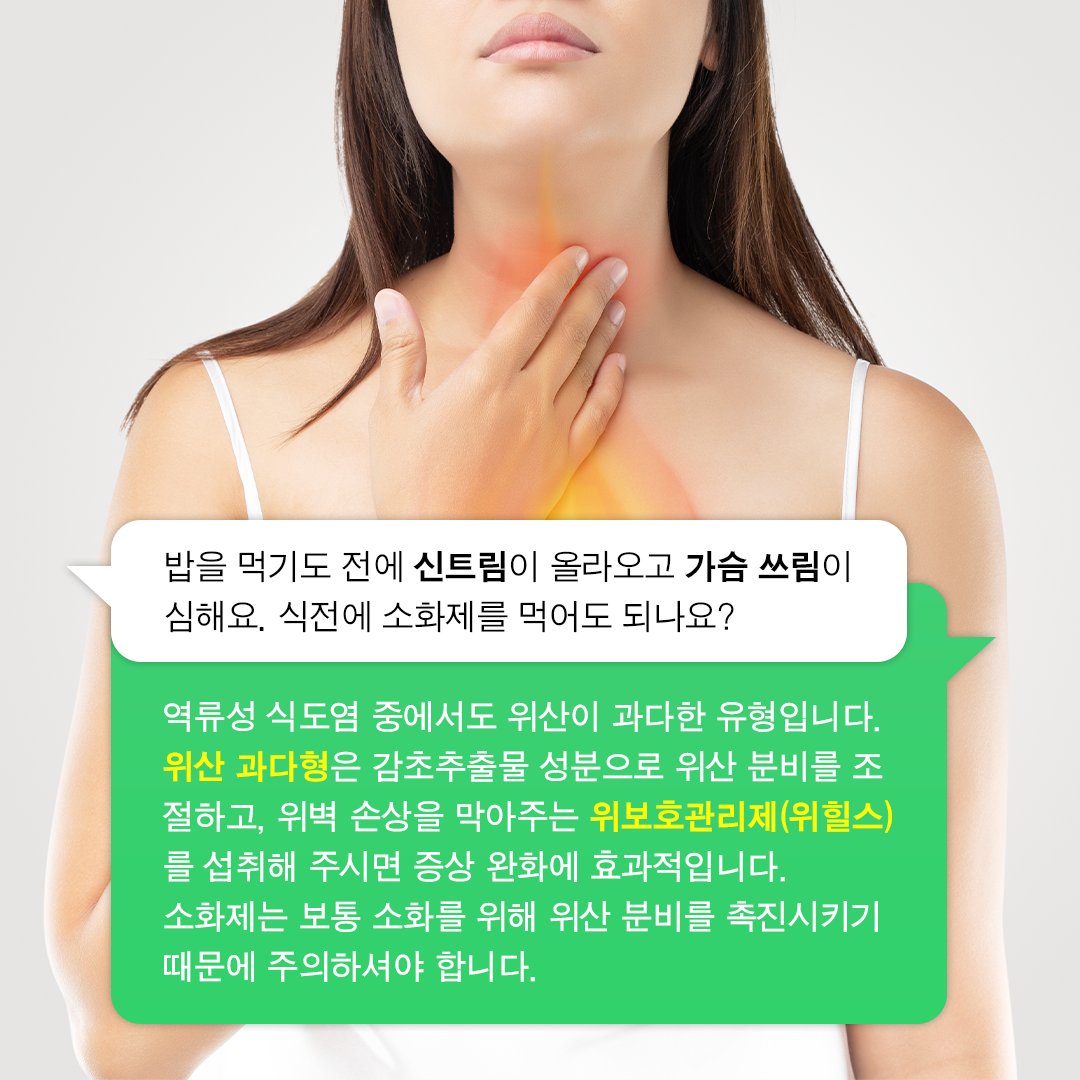 밥을 먹기도 전에 신트림이 올라오고 가슴 쓰림이
심해요. 식전에 소화제를 먹어도 되나요?
역류성 식도염 중에서도 위산이 과다한 유형입니다.
위산 과다형은 감초추출물 성분으로 위산 분비를 조
절하고, 위벽 손상을 막아주는 위보호관리제(위힐스)
를 섭취해 주시면 증상 완화에 효과적입니다.
소화제는 보통 소화를 위해 위산 분비를 촉진시키기
때문에 주의하셔야 합니다.